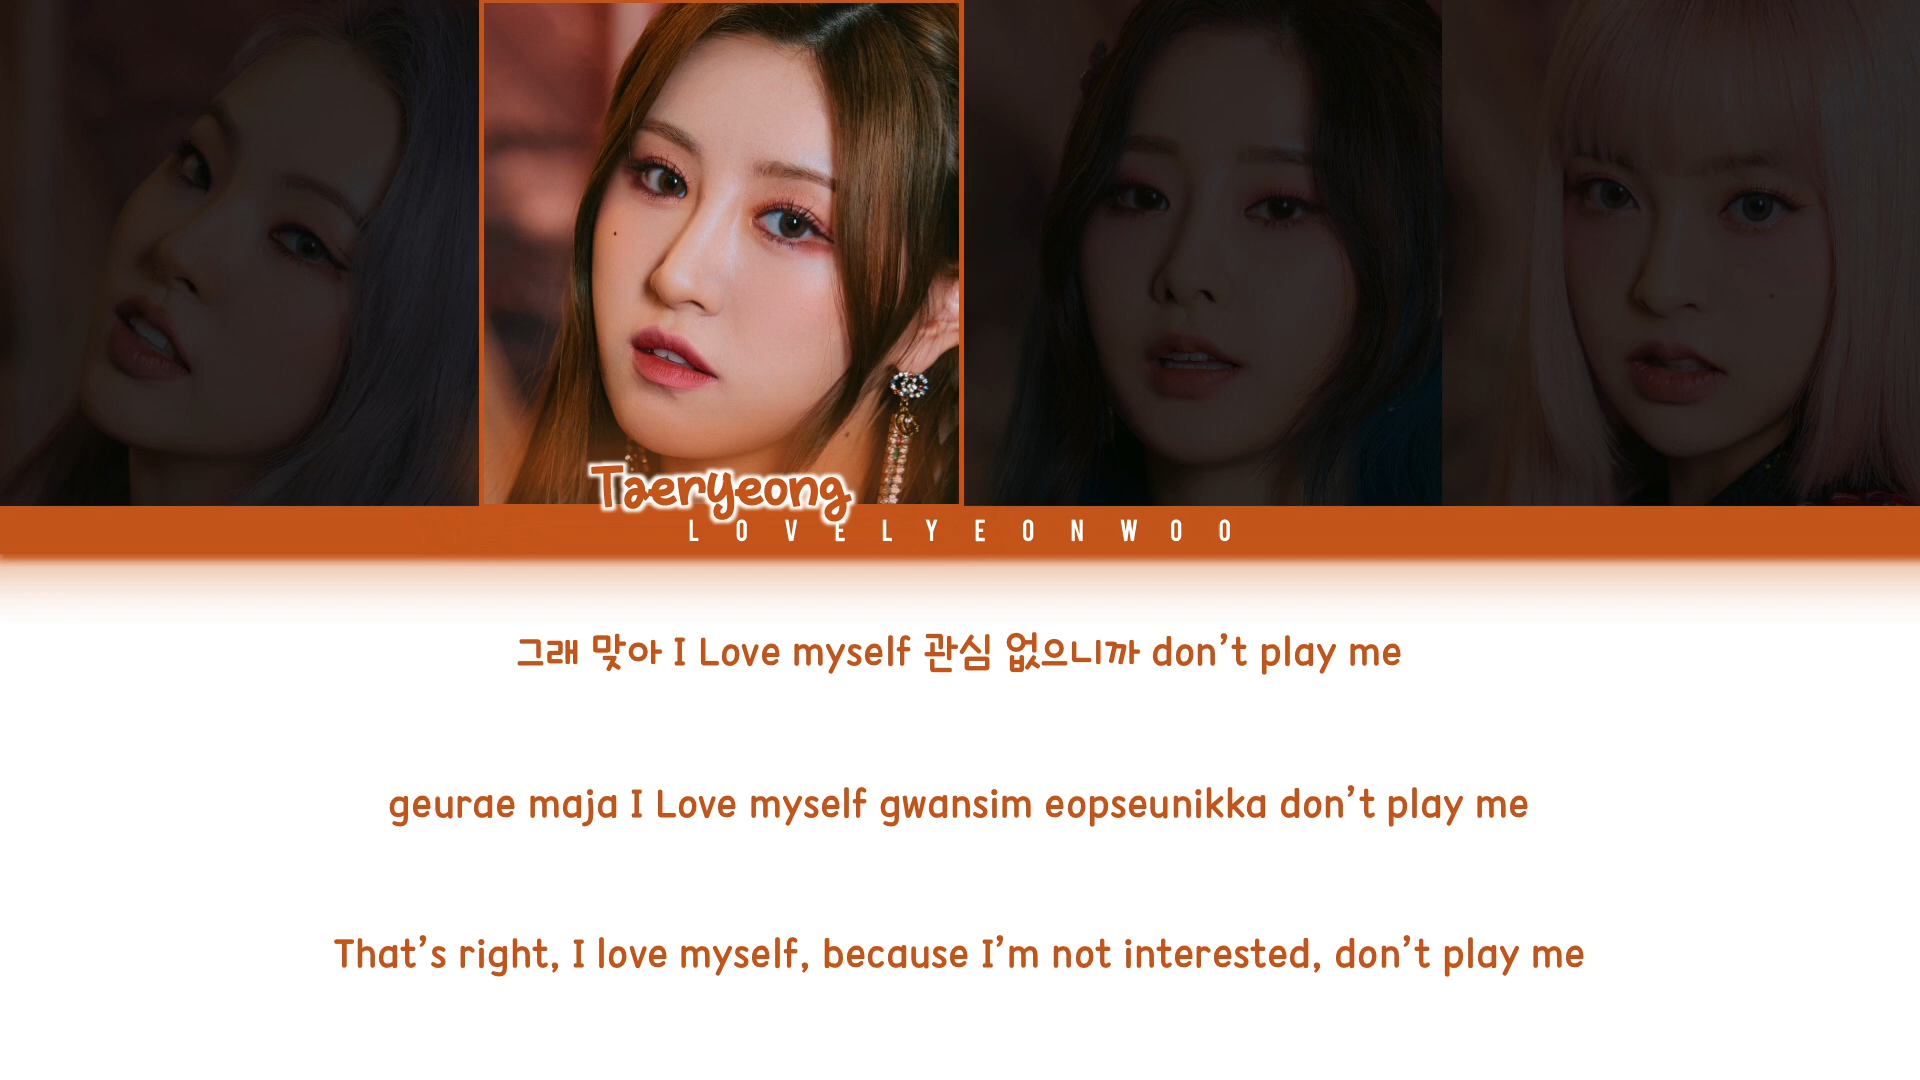 Taeryeong
LOVELYEONWOO
그래 맞아 I Love myself 관심 없으니까 don’t play me
geurae maja I Love myself gwansim eopseunikka don’t play me
That’s right, I love myself, because I’m not interested, don’t play me